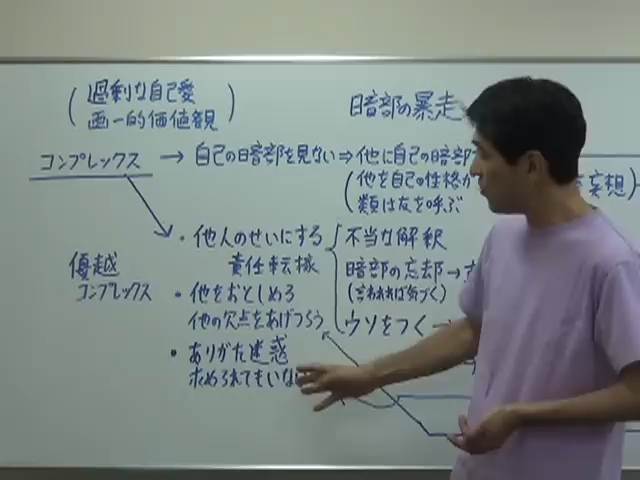 過剰な自己愛
画一的価値観
コンプレックス → 自己の暗部を見ない⇒他に自己の暗部
暗部の暴走
(他を自己の性格が
妄想)
類は友を呼ぶ
・他人のせいにする
責任転嫁
不当な解釈
暗部の忘却→
(言われれば気づく)
ウソをつく→
優越
コンプレックス
・他をおとしめる
他の欠点をあげつらう
・ありがた迷惑
求められてもいな